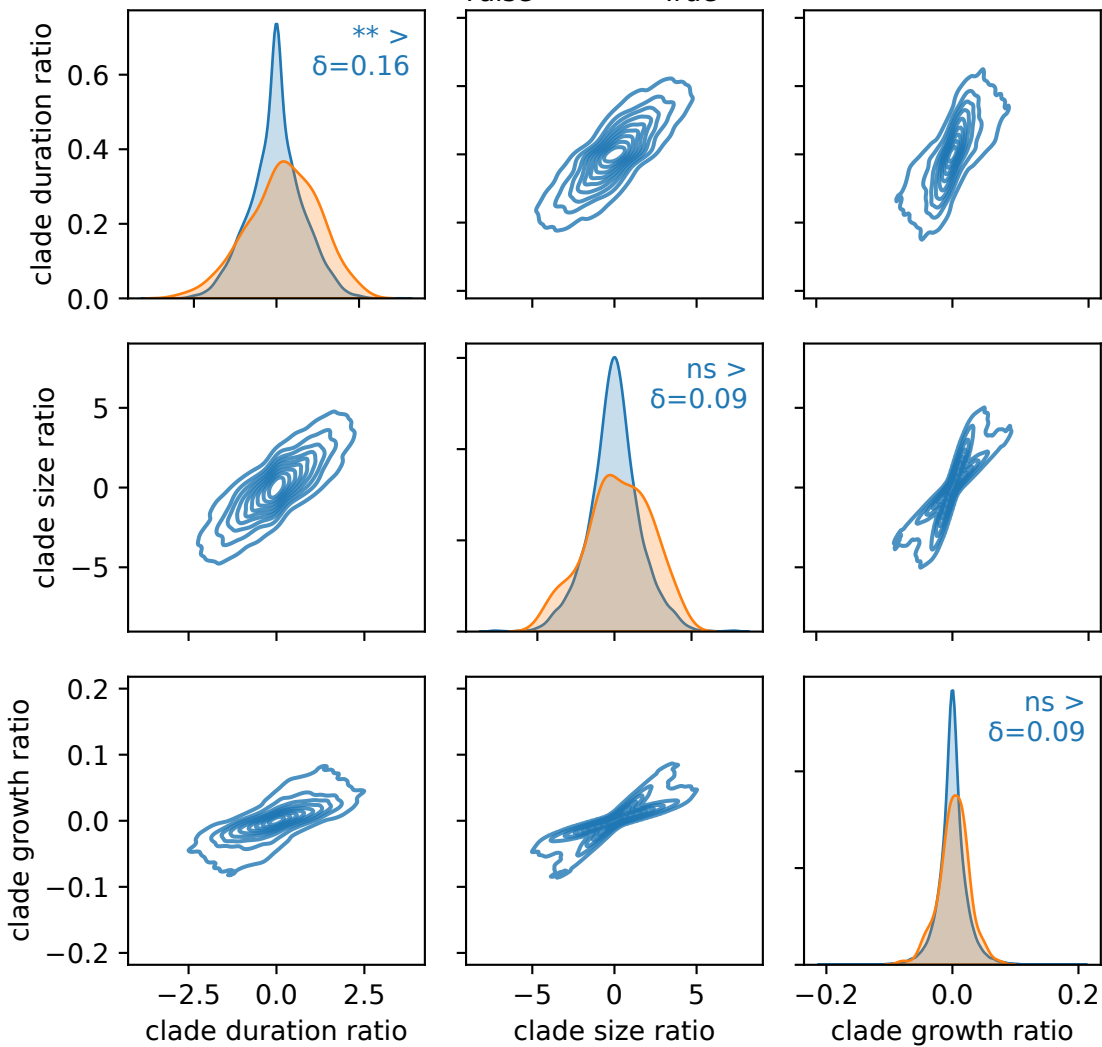 ** >
δ=0.16
clade duration ratio
0.6
0.4
0.2
0.0
ns >
δ=0.09
clade size ratio
5
0
−5
ns >
δ=0.09
clade growth ratio
0.2
0.1
0.0
−0.1
−0.2
−2.5 0.0 2.5
−5 0 5
−0.2 0.0 0.2
clade duration ratio
clade size ratio
clade growth ratio